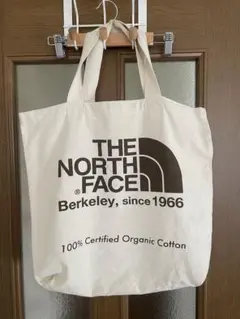 THE
NORTH
FACE
®
Berkeley, since 1966
100% Certified Organic Cotton